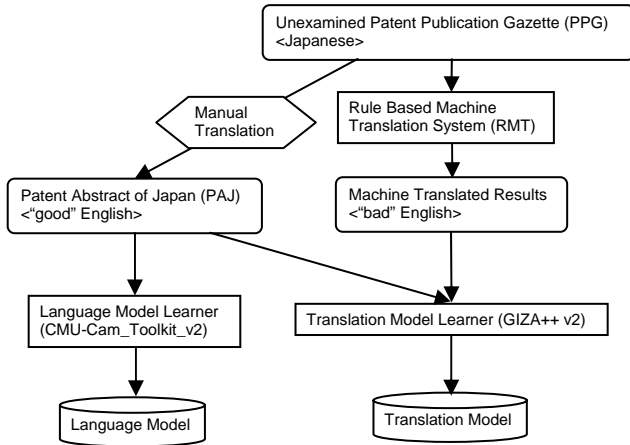 Unexamined Patent Publication Gazette (PPG)
<Japanese>
Manual
Translation
Rule Based Machine
Translation System (RMT)
Patent Abstract of Japan (PAJ)
<“good” English>
Machine Translated Results
<“bad” English>
Language Model Learner
(CMU-Cam_Toolkit_v2)
Translation Model Learner (GIZA++ v2)
Language Model
Translation Model